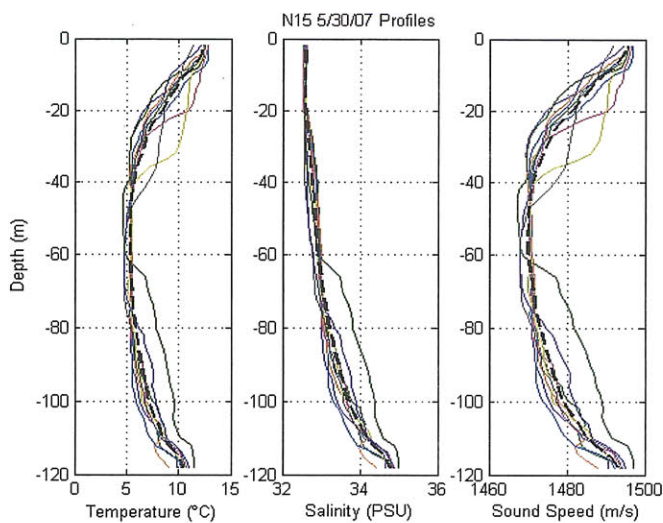 N15 5/30/07 Profiles
Depth (m)
0
-20
-40
-60
-80
-100
-120
0 5 10 15
Temperature (°C)
0
-20
-40
-60
-80
-100
-120
32 34 36
Salinity (PSU)
0
-20
-40
-60
-80
-100
-120
1460 1480 1500
Sound Speed (m/s)